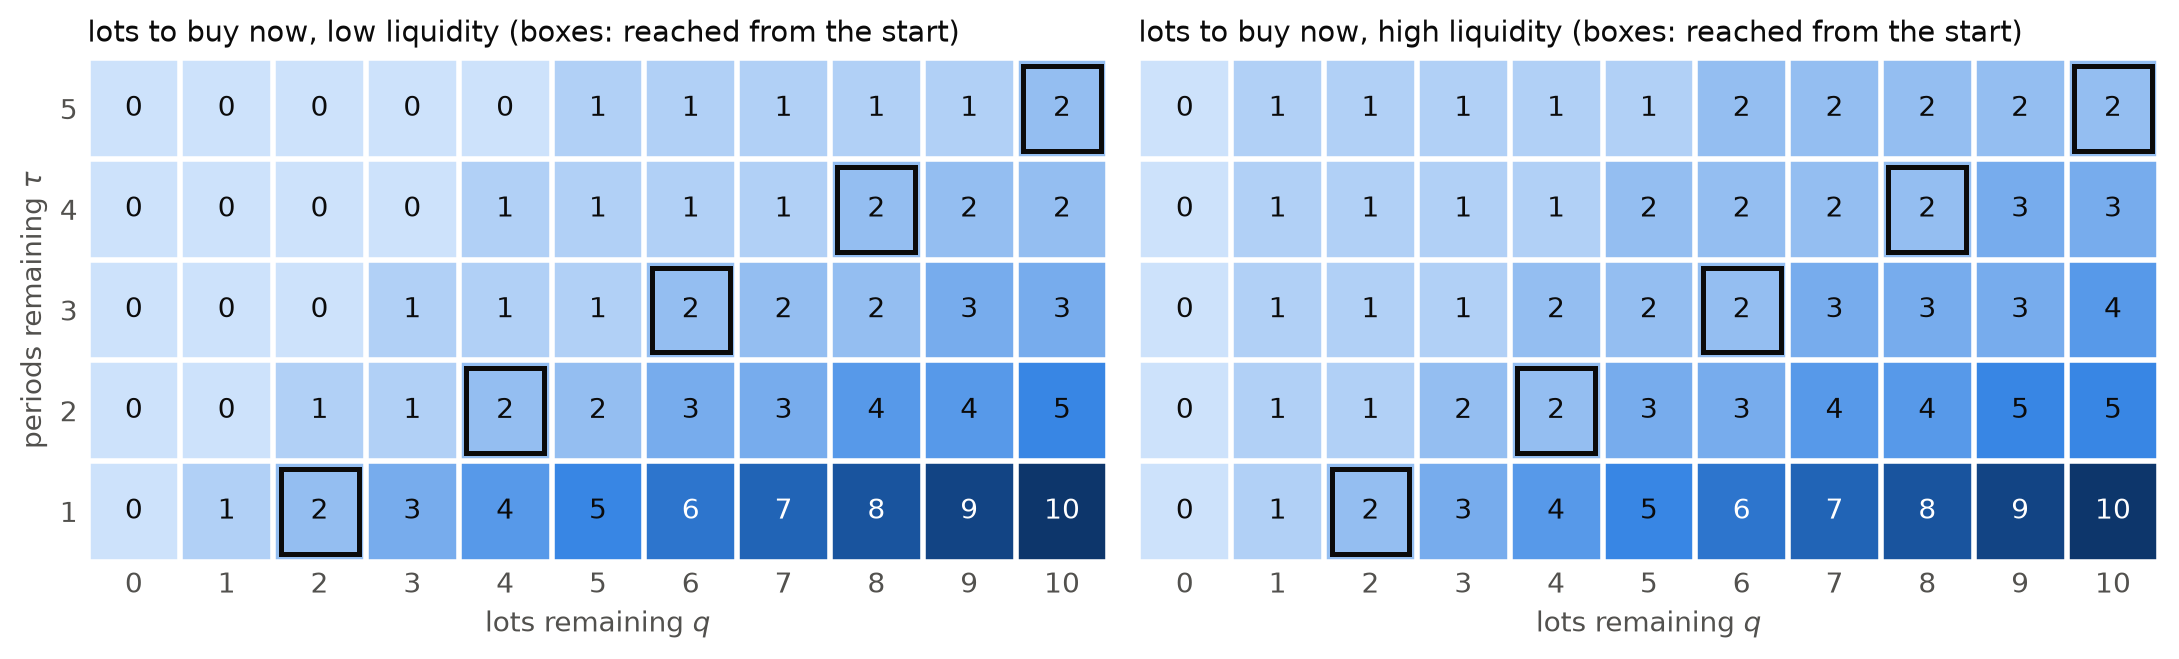 lots to buy now, low liquidity (boxes: reached from the start)
periods remaining τ
5 0 0 0 0 0 1 1 1 1 1 2
4 0 0 0 0 1 1 1 1 2 2 2
3 0 0 0 1 1 1 2 2 2 3 3
2 0 0 1 1 2 2 3 3 4 4 5
1 0 1 2 3 4 5 6 7 8 9 10
0 1 2 3 4 5 6 7 8 9 10
lots remaining q
lots to buy now, high liquidity (boxes: reached from the start)
0 1 1 1 1 1 2 2 2 2 2
0 1 1 1 1 2 2 2 2 3 3
0 1 1 1 2 2 2 3 3 3 4
0 1 1 2 2 3 3 4 4 5 5
0 1 2 3 4 5 6 7 8 9 10
0 1 2 3 4 5 6 7 8 9 10
lots remaining q